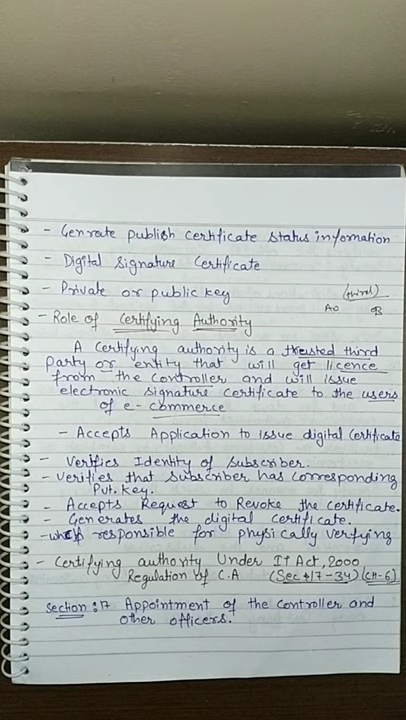 - Genrate publish certificate status infomation
- Digital Signature Certificate
- Private or public key
(third)
A○ ○B
- Role of Certifying Authority
A Certifying authority is a trusted third
Party or entity that will get licence
from the controller and will issue
electronic signature certificate to the users
of e-commerce
- Accepts Application to issue digital Certificate
- Verifies Identity of Subscriber.
- Verifies that Subscriber has corresponding
Pvt. key.
- Accepts Request to Revoke the certificate.
- Generates the digital certificate.
- responsible for physically verifying
- Certifying authority Under IT Act, 2000
Regulation of C.A (Sec 17-34) (CH-6)
Section: 17 Appointment of the Controller and
other officers.